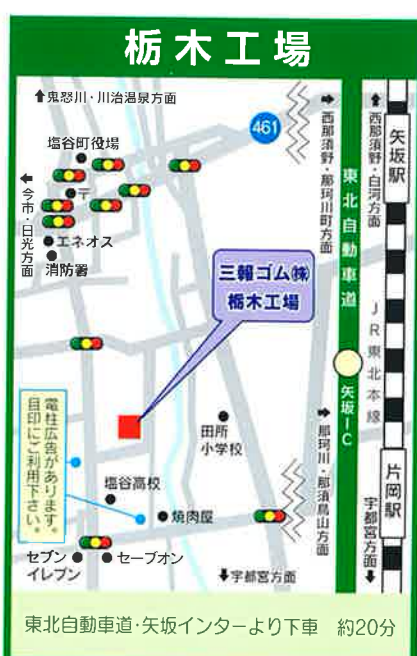 栃木工場
↑鬼怒川・川治温泉方面
461
塩谷町役場
〒
←今市・日光方面
エネオス
消防署
三報ゴム㈱
栃木工場
→西那須野・那珂川町方面
東北自動車道
↑西那須野・白河方面
矢坂駅
JR東北本線
矢坂IC
片岡駅
宇都宮方面↓
→那珂川・那須烏山方面
田所
小学校
電柱広告があります。
目印にご利用下さい。
塩谷高校
焼肉屋
セブン
イレブン
セーブオン
↓宇都宮方面
東北自動車道・矢坂インターより下車 約20分